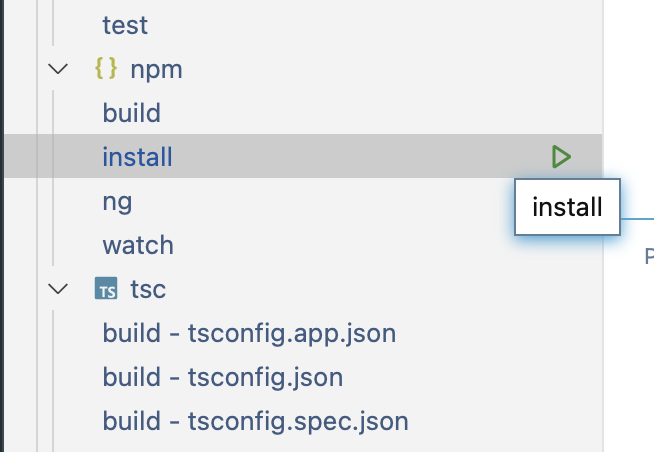 test
{} npm
build
install
install
ng
watch
TS tsc
build - tsconfig.app.json
build - tsconfig.json
build - tsconfig.spec.json